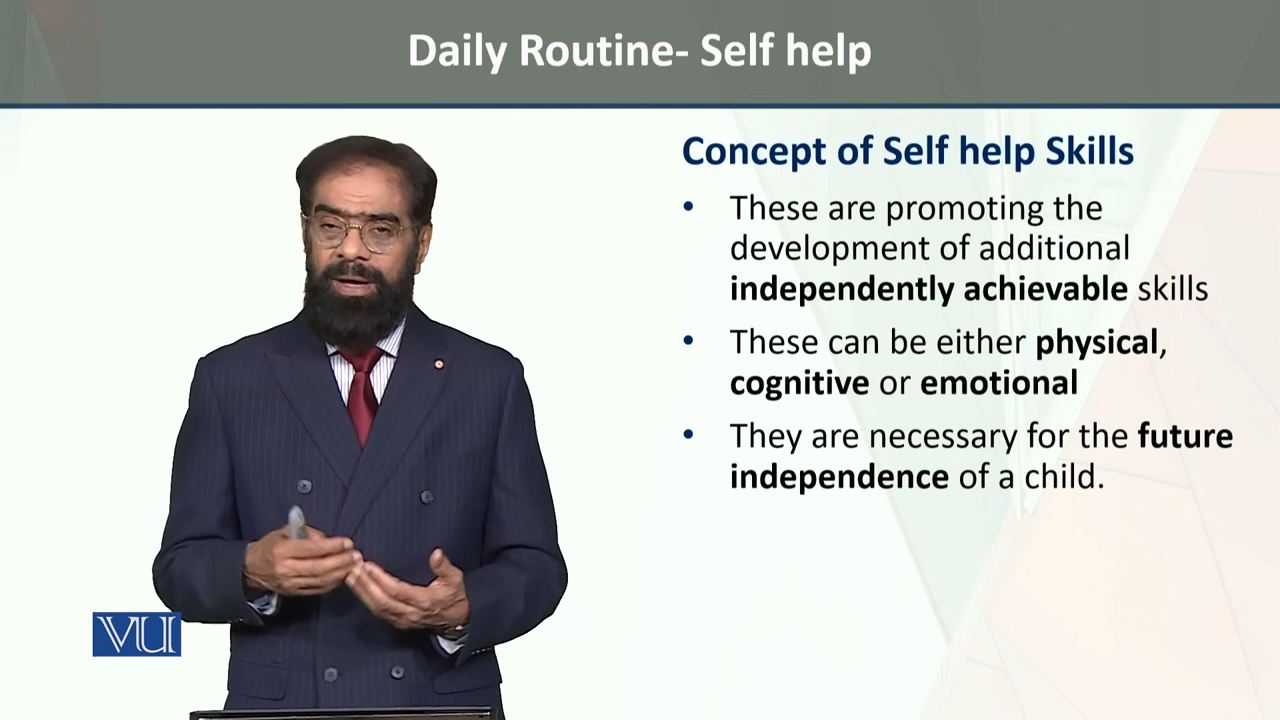 Daily Routine- Self help
Concept of Self help Skills
• These are promoting the
development of additional
independently achievable skills
• These can be either physical,
cognitive or emotional
• They are necessary for the future
independence of a child.
VU